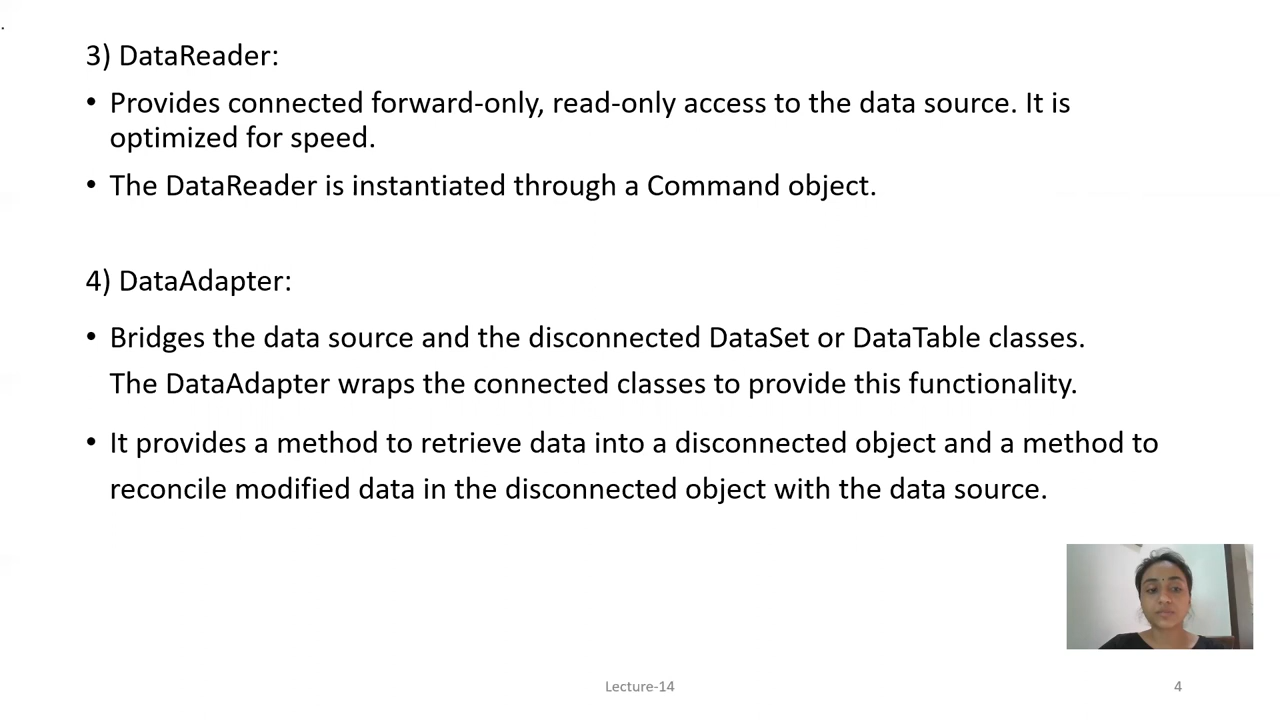 3) DataReader:
• Provides connected forward-only, read-only access to the data source. It is
optimized for speed.
• The DataReader is instantiated through a Command object.
4) DataAdapter:
• Bridges the data source and the disconnected DataSet or DataTable classes.
The DataAdapter wraps the connected classes to provide this functionality.
• It provides a method to retrieve data into a disconnected object and a method to
reconcile modified data in the disconnected object with the data source.
Lecture-14
4